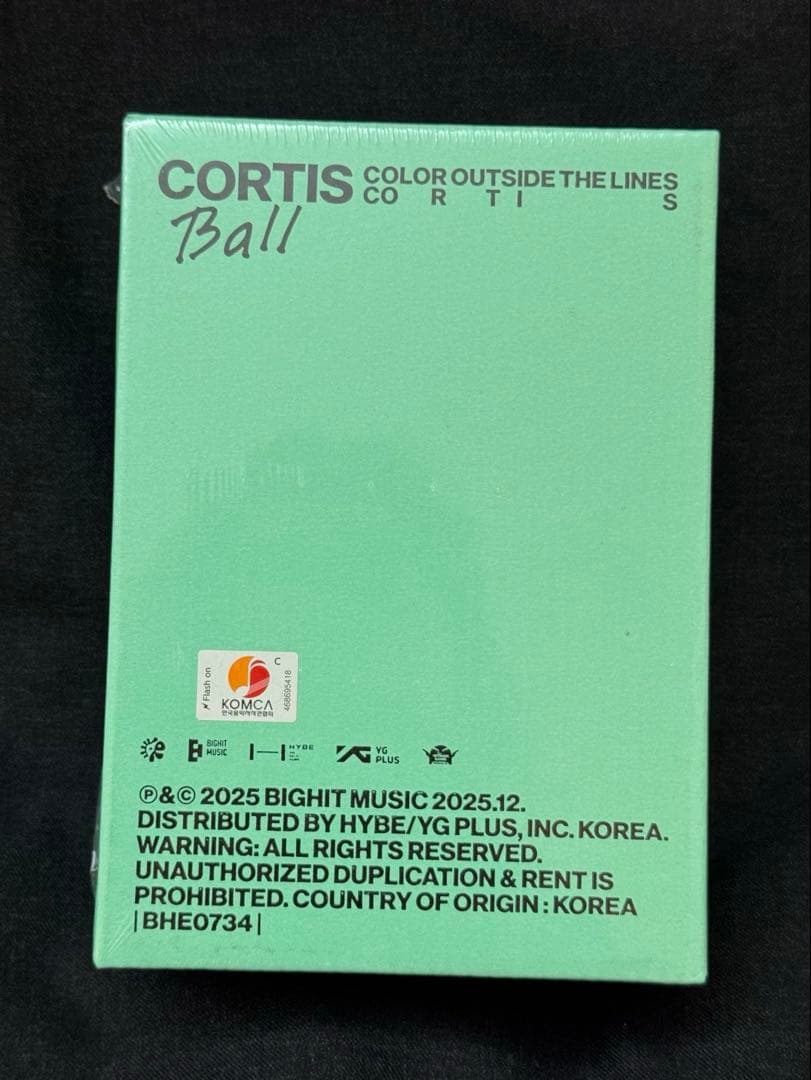 CORTIS COLOR OUTSIDE THE LINES
CO R T I S
Ball
Flash on
C
468695418
KOMCA
한국음악저작권협회
BIGHIT
MUSIC
HYBE
YG
PLUS
Ⓟ&© 2025 BIGHIT MUSIC 2025.12.
DISTRIBUTED BY HYBE/YG PLUS, INC. KOREA.
WARNING: ALL RIGHTS RESERVED.
UNAUTHORIZED DUPLICATION & RENT IS
PROHIBITED. COUNTRY OF ORIGIN : KOREA
|BHE0734|